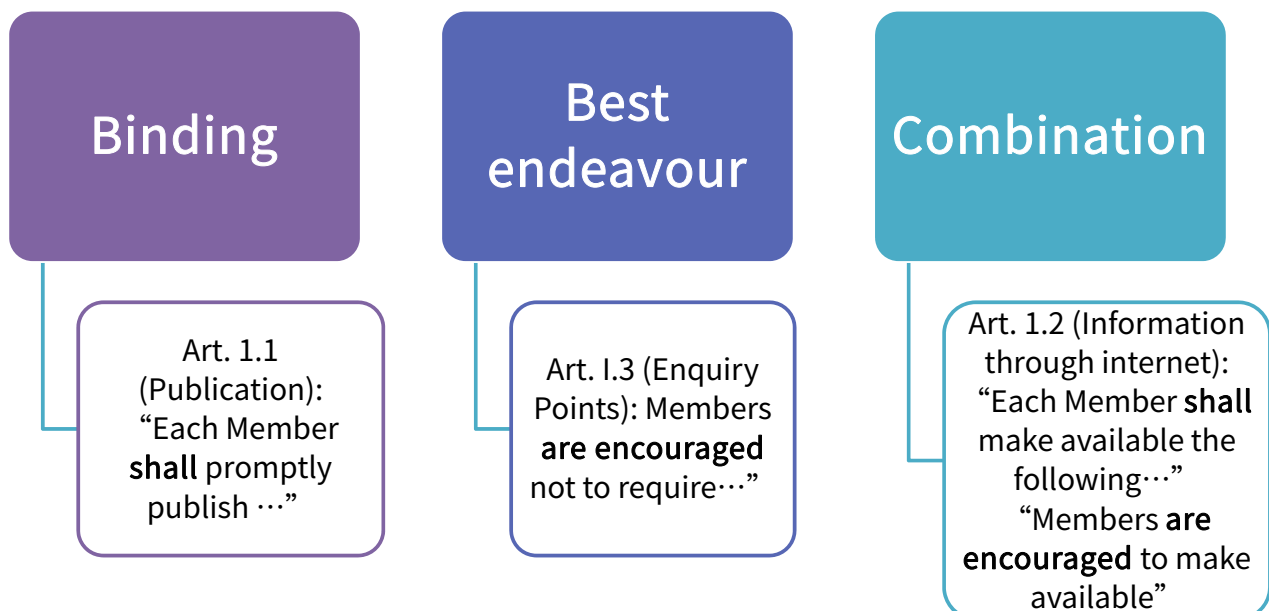 Binding
Best
endeavour
Combination
Art. 1.1
(Publication):
“Each Member
shall promptly
publish …”
Art. I.3 (Enquiry
Points): Members
are encouraged
not to require…”
Art. 1.2 (Information
through internet):
“Each Member shall
make available the
following…”
“Members are
encouraged to make
available”